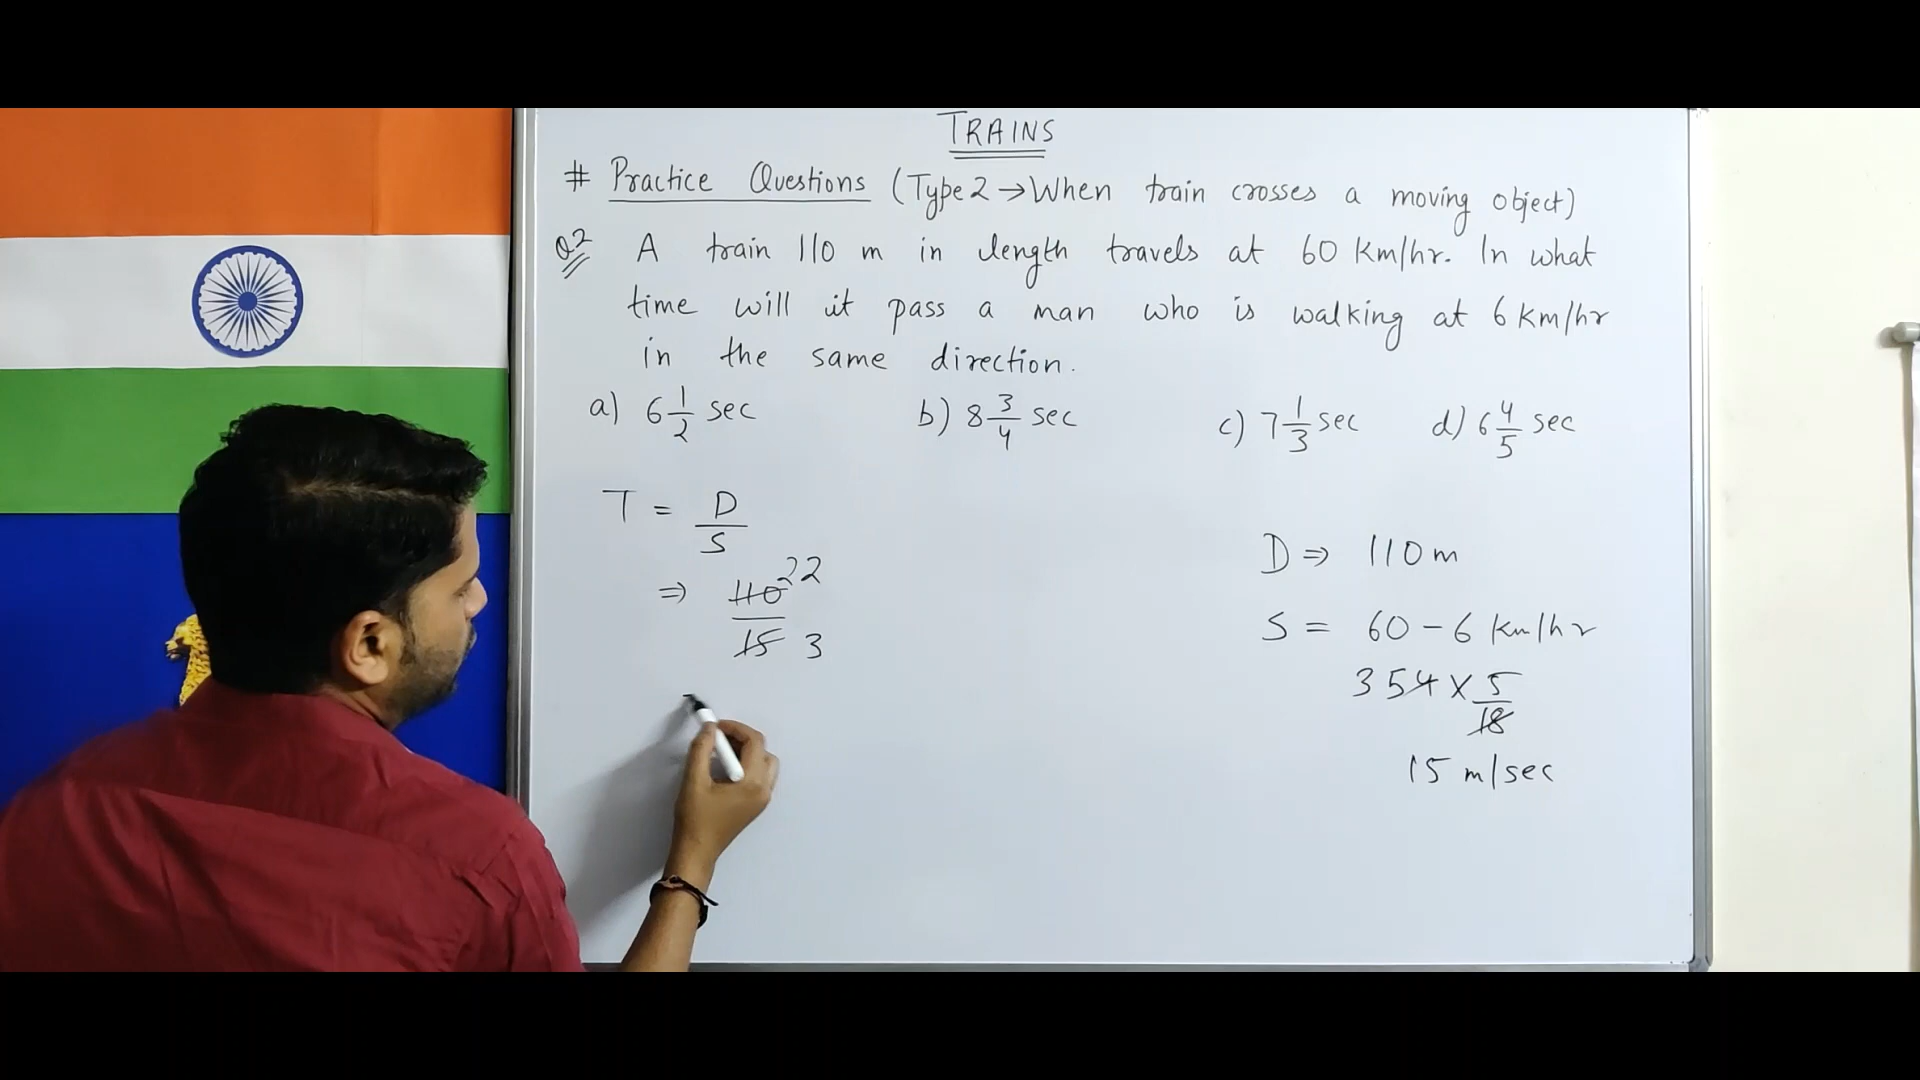 TRAINS
# Practice Questions (Type 2 → When train crosses a moving object)
Q2 A train 110 m in length travels at 60 Km/hr. In what
time will it pass a man who is walking at 6 Km/hr
in the same direction.
a) 6 1/2 sec b) 8 3/4 sec c) 7 1/3 sec d) 6 4/5 sec
T = D/S
⇒ 110 22
15 3
D ⇒ 110 m
S = 60 - 6 Km/hr
3 54 × 5/18
15 m/sec